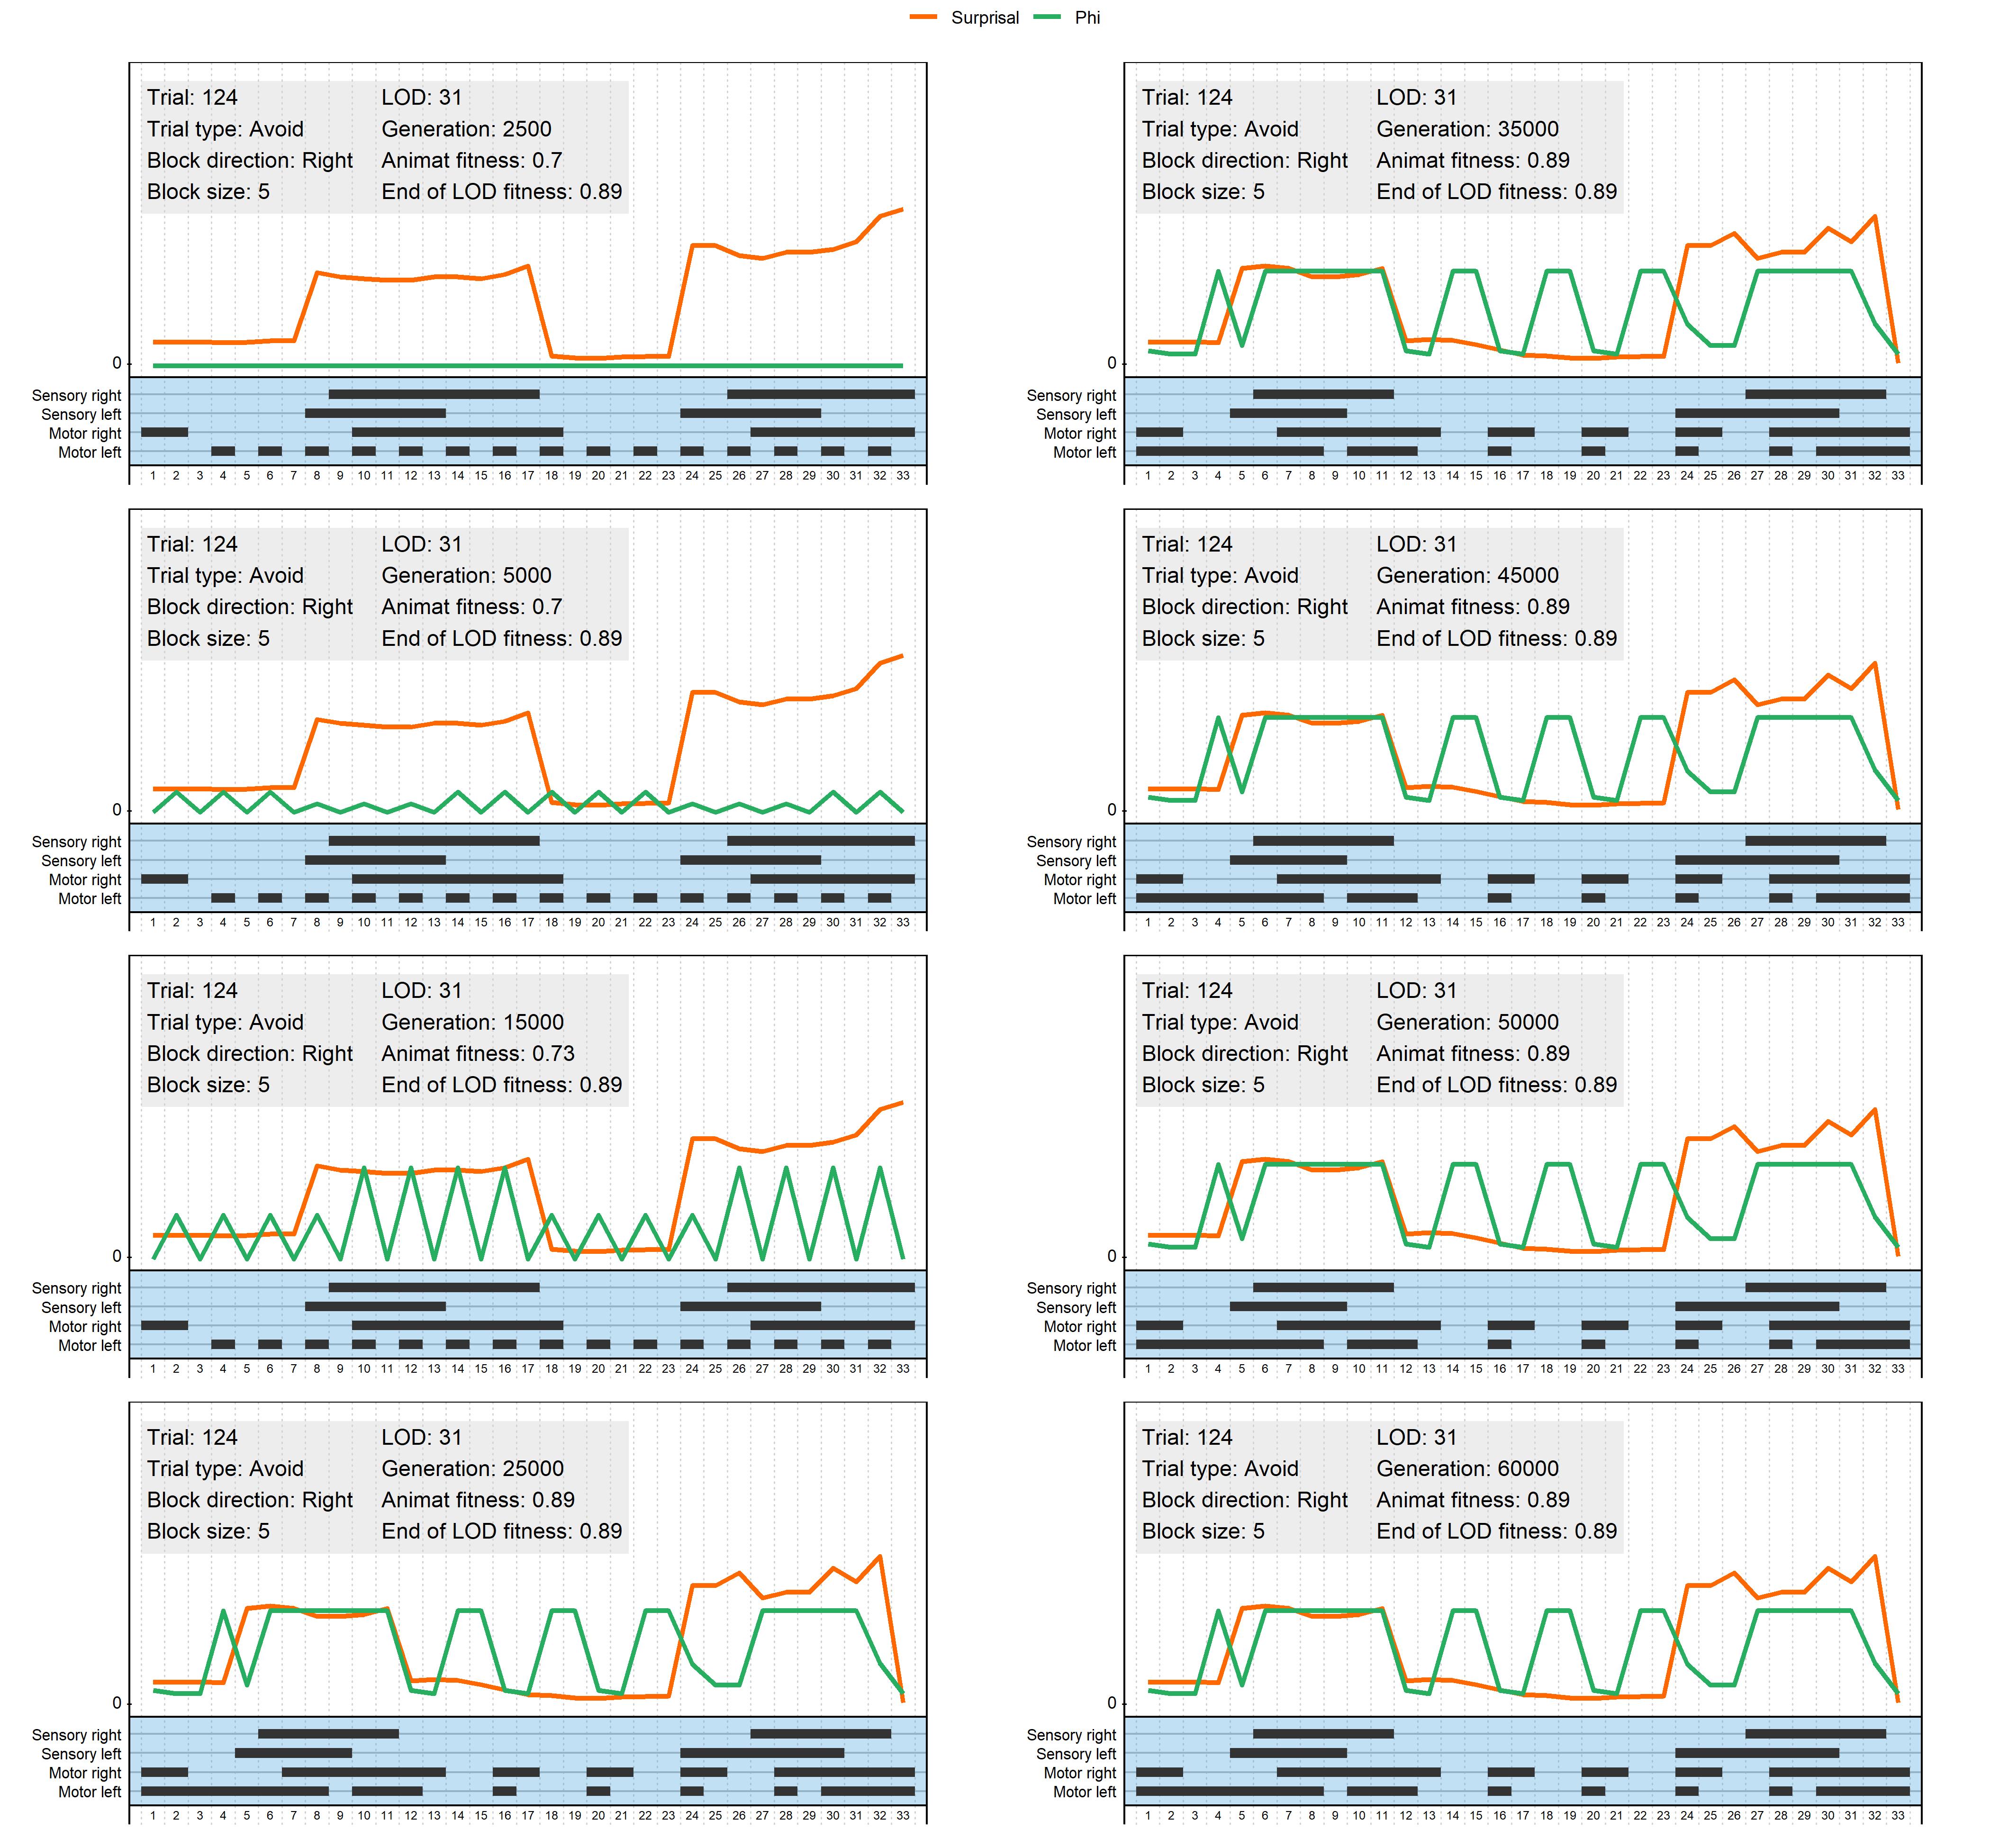 Surprisal Phi
Trial: 124 LOD: 31
Trial type: Avoid Generation: 2500
Block direction: Right Animat fitness: 0.7
Block size: 5 End of LOD fitness: 0.89
0
Sensory right
Sensory left
Motor right
Motor left
1 2 3 4 5 6 7 8 9 10 11 12 13 14 15 16 17 18 19 20 21 22 23 24 25 26 27 28 29 30 31 32 33
Trial: 124 LOD: 31
Trial type: Avoid Generation: 35000
Block direction: Right Animat fitness: 0.89
Block size: 5 End of LOD fitness: 0.89
0
Sensory right
Sensory left
Motor right
Motor left
1 2 3 4 5 6 7 8 9 10 11 12 13 14 15 16 17 18 19 20 21 22 23 24 25 26 27 28 29 30 31 32 33
Trial: 124 LOD: 31
Trial type: Avoid Generation: 5000
Block direction: Right Animat fitness: 0.7
Block size: 5 End of LOD fitness: 0.89
0
Sensory right
Sensory left
Motor right
Motor left
1 2 3 4 5 6 7 8 9 10 11 12 13 14 15 16 17 18 19 20 21 22 23 24 25 26 27 28 29 30 31 32 33
Trial: 124 LOD: 31
Trial type: Avoid Generation: 45000
Block direction: Right Animat fitness: 0.89
Block size: 5 End of LOD fitness: 0.89
0
Sensory right
Sensory left
Motor right
Motor left
1 2 3 4 5 6 7 8 9 10 11 12 13 14 15 16 17 18 19 20 21 22 23 24 25 26 27 28 29 30 31 32 33
Trial: 124 LOD: 31
Trial type: Avoid Generation: 15000
Block direction: Right Animat fitness: 0.73
Block size: 5 End of LOD fitness: 0.89
0
Sensory right
Sensory left
Motor right
Motor left
1 2 3 4 5 6 7 8 9 10 11 12 13 14 15 16 17 18 19 20 21 22 23 24 25 26 27 28 29 30 31 32 33
Trial: 124 LOD: 31
Trial type: Avoid Generation: 50000
Block direction: Right Animat fitness: 0.89
Block size: 5 End of LOD fitness: 0.89
0
Sensory right
Sensory left
Motor right
Motor left
1 2 3 4 5 6 7 8 9 10 11 12 13 14 15 16 17 18 19 20 21 22 23 24 25 26 27 28 29 30 31 32 33
Trial: 124 LOD: 31
Trial type: Avoid Generation: 25000
Block direction: Right Animat fitness: 0.89
Block size: 5 End of LOD fitness: 0.89
0
Sensory right
Sensory left
Motor right
Motor left
1 2 3 4 5 6 7 8 9 10 11 12 13 14 15 16 17 18 19 20 21 22 23 24 25 26 27 28 29 30 31 32 33
Trial: 124 LOD: 31
Trial type: Avoid Generation: 60000
Block direction: Right Animat fitness: 0.89
Block size: 5 End of LOD fitness: 0.89
0
Sensory right
Sensory left
Motor right
Motor left
1 2 3 4 5 6 7 8 9 10 11 12 13 14 15 16 17 18 19 20 21 22 23 24 25 26 27 28 29 30 31 32 33